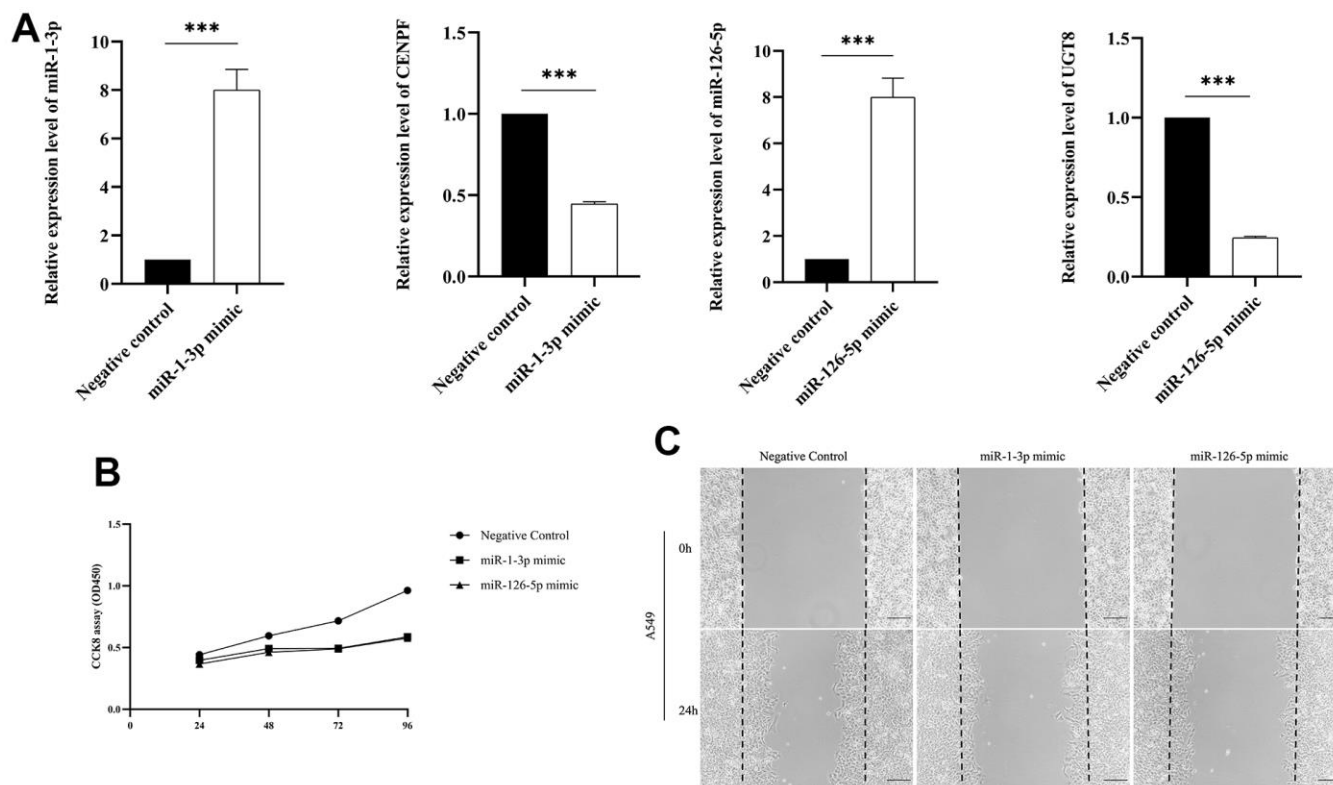 A
Relative expression level of miR-1-3p
***
10
8
6
4
2
0
Negative control
miR-1-3p mimic
Relative expression level of CENPF
***
1.5
1.0
0.5
0.0
Negative control
miR-1-3p mimic
Relative expression level of miR-126-5p
***
10
8
6
4
2
0
Negative control
miR-126-5p mimic
Relative expression level of UGT8
***
1.5
1.0
0.5
0.0
Negative control
miR-126-5p mimic
B
CCK8 assay (OD450)
1.5
1.0
0.5
0.0
0 24 48 72 96
Negative Control
miR-1-3p mimic
miR-126-5p mimic
C
Negative Control miR-1-3p mimic miR-126-5p mimic
A549
0h
24h